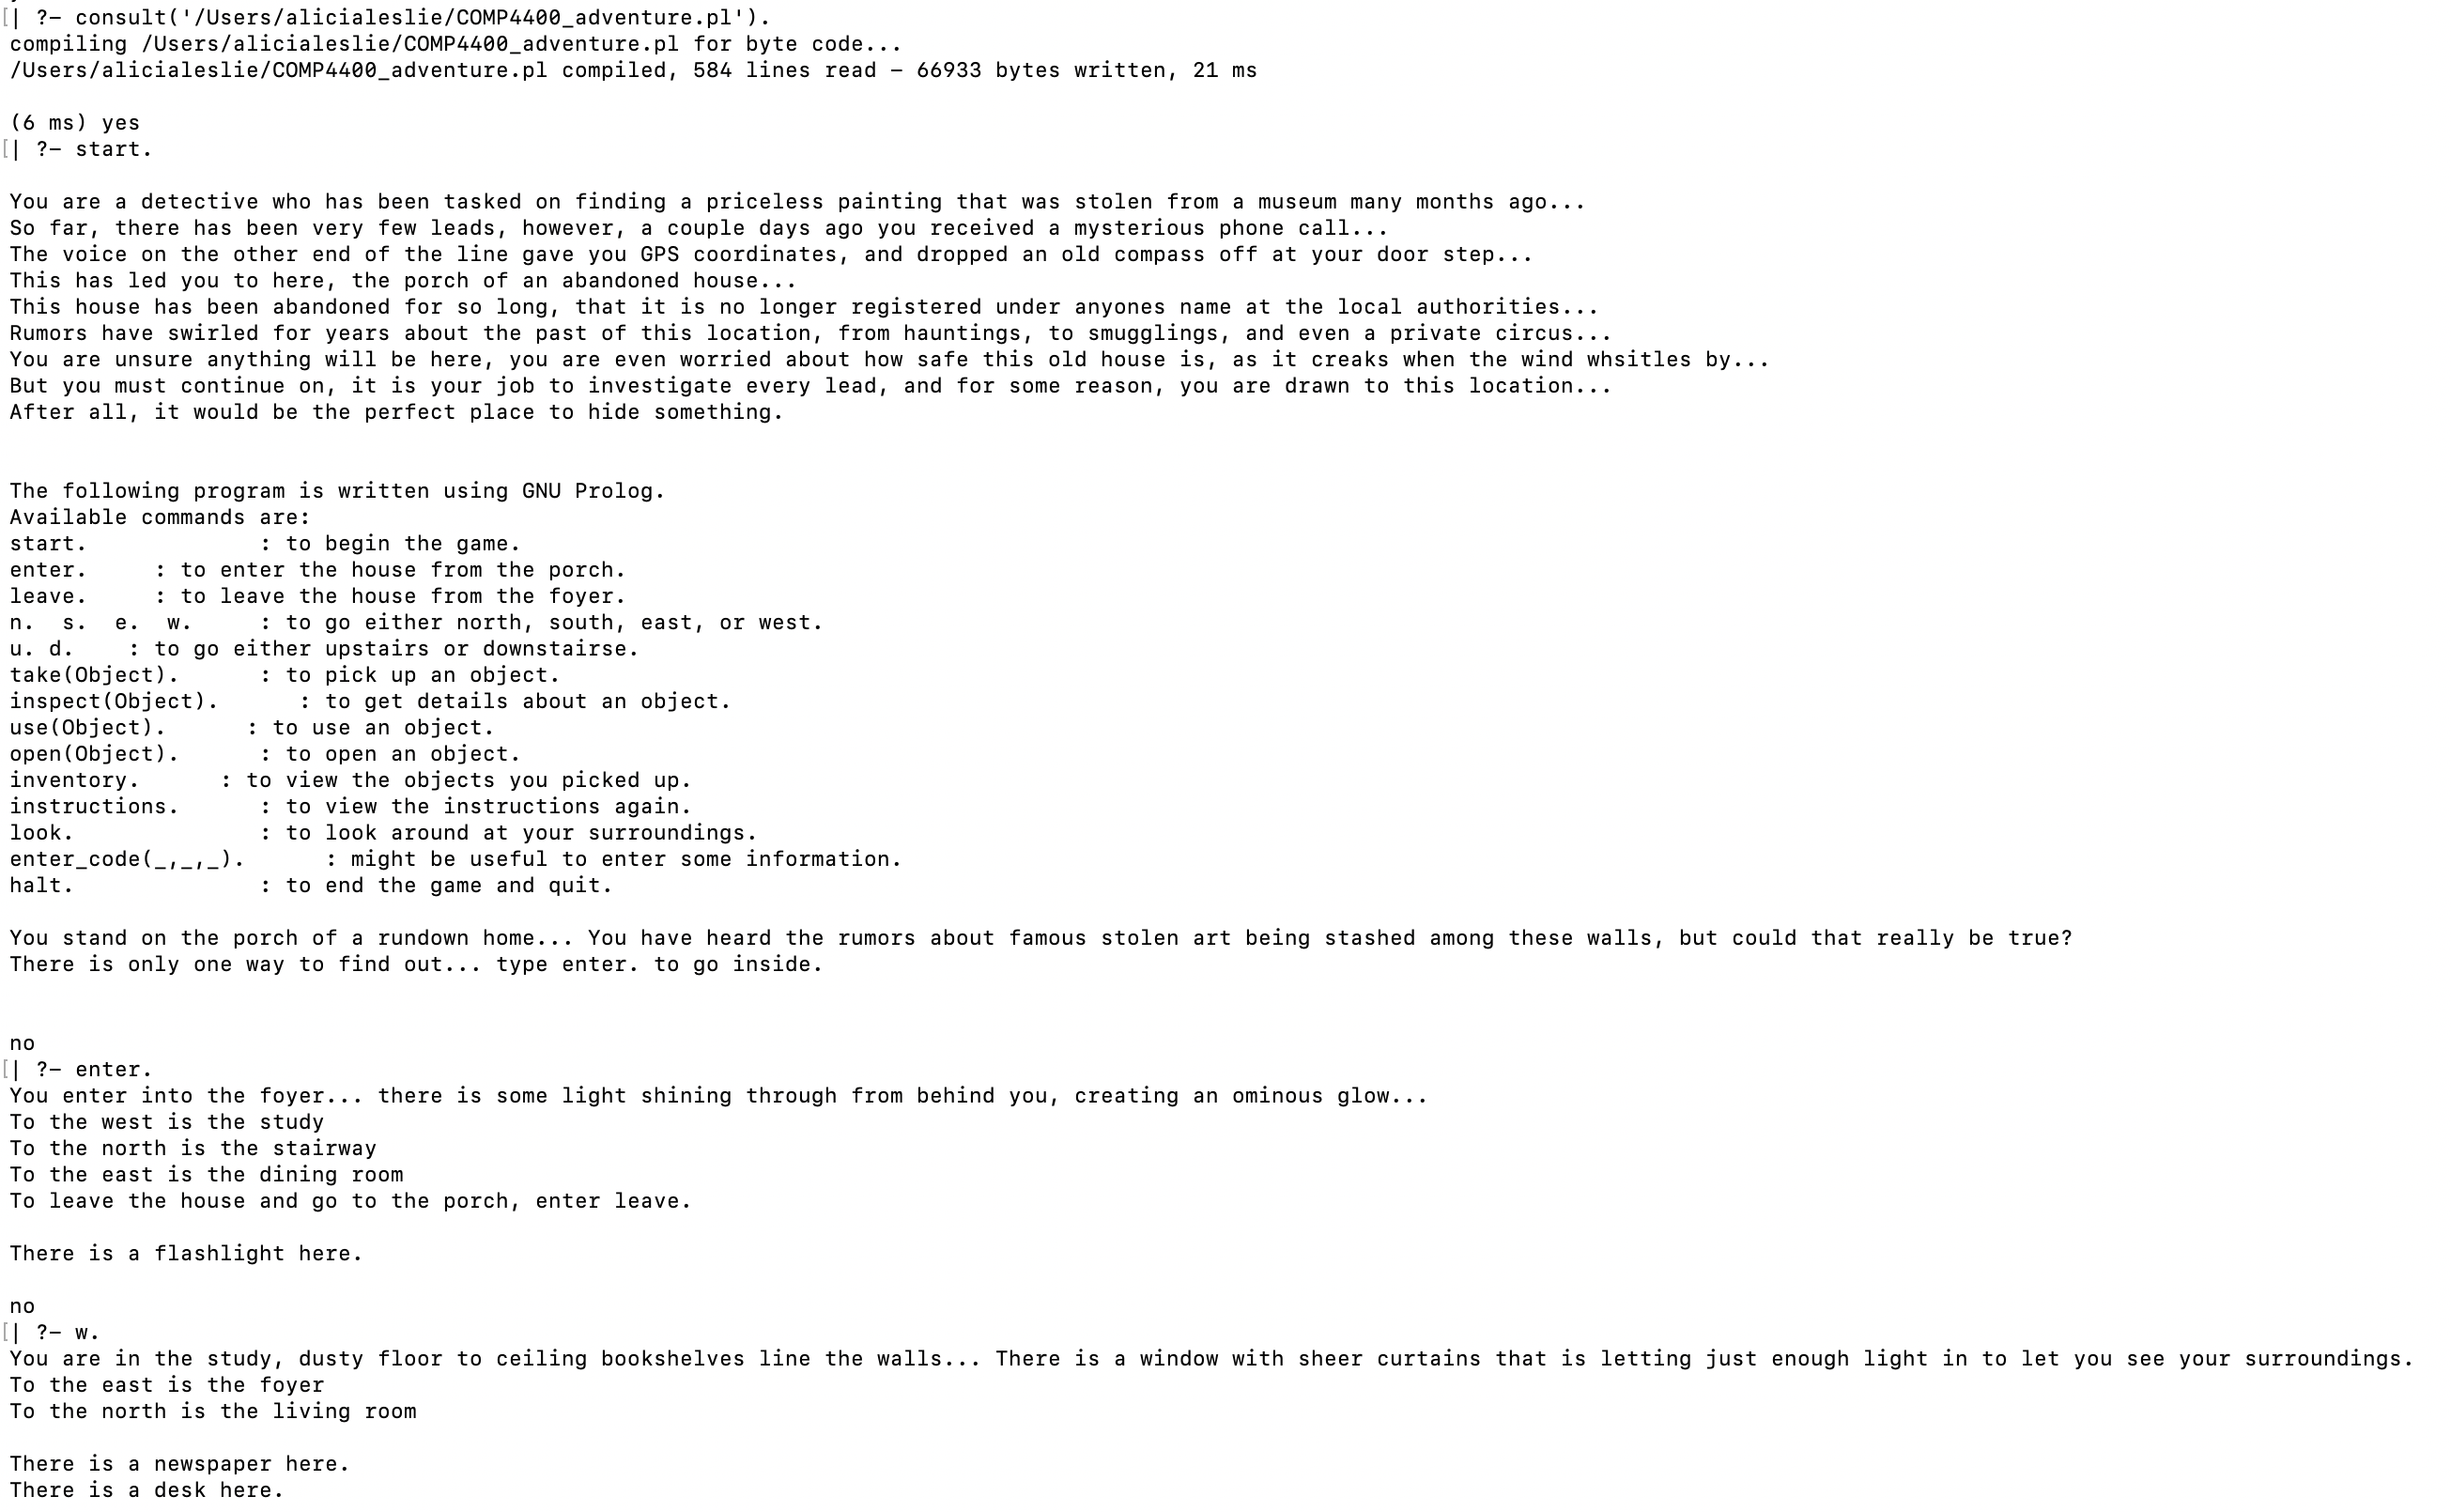 | ?- consult('/Users/alicialeslie/COMP4400_adventure.pl').
compiling /Users/alicialeslie/COMP4400_adventure.pl for byte code...
/Users/alicialeslie/COMP4400_adventure.pl compiled, 584 lines read - 66933 bytes written, 21 ms
(6 ms) yes
| ?- start.
You are a detective who has been tasked on finding a priceless painting that was stolen from a museum many months ago...
So far, there has been very few leads, however, a couple days ago you received a mysterious phone call...
The voice on the other end of the line gave you GPS coordinates, and dropped an old compass off at your door step...
This has led you to here, the porch of an abandoned house...
This house has been abandoned for so long, that it is no longer registered under anyones name at the local authorities...
Rumors have swirled for years about the past of this location, from hauntings, to smugglings, and even a private circus...
You are unsure anything will be here, you are even worried about how safe this old house is, as it creaks when the wind whsitles by...
But you must continue on, it is your job to investigate every lead, and for some reason, you are drawn to this location...
After all, it would be the perfect place to hide something.
The following program is written using GNU Prolog.
Available commands are:
start.             : to begin the game.
enter.     : to enter the house from the porch.
leave.     : to leave the house from the foyer.
n.  s.  e.  w.     : to go either north, south, east, or west.
u. d.    : to go either upstairs or downstairse.
take(Object).      : to pick up an object.
inspect(Object).      : to get details about an object.
use(Object).      : to use an object.
open(Object).      : to open an object.
inventory.      : to view the objects you picked up.
instructions.      : to view the instructions again.
look.              : to look around at your surroundings.
enter_code(_,_,_).      : might be useful to enter some information.
halt.              : to end the game and quit.
You stand on the porch of a rundown home... You have heard the rumors about famous stolen art being stashed among these walls, but could that really be true?
There is only one way to find out... type enter. to go inside.
no
| ?- enter.
You enter into the foyer... there is some light shining through from behind you, creating an ominous glow...
To the west is the study
To the north is the stairway
To the east is the dining room
To leave the house and go to the porch, enter leave.
There is a flashlight here.
no
| ?- w.
You are in the study, dusty floor to ceiling bookshelves line the walls... There is a window with sheer curtains that is letting just enough light in to let you see your surroundings.
To the east is the foyer
To the north is the living room
There is a newspaper here.
There is a desk here.